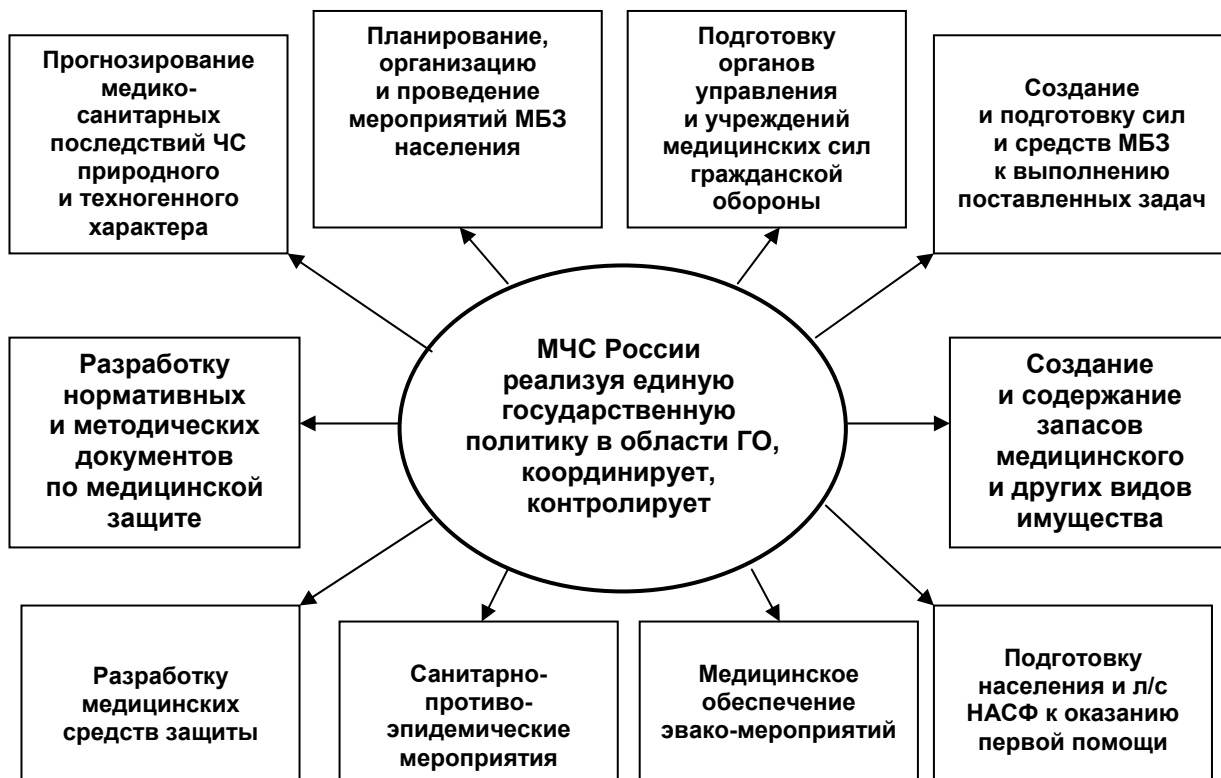 Прогнозирование
медико-
санитарных
последствий ЧС
природного
и техногенного
характера
Планирование,
организацию
и проведение
мероприятий МБЗ
населения
Подготовку
органов
управления
и учреждений
медицинских сил
гражданской
обороны
Создание
и подготовку сил
и средств МБЗ
к выполнению
поставленных задач
Разработку
нормативных
и методических
документов
по медицинской
защите
МЧС России
реализуя единую
государственную
политику в области ГО,
координирует,
контролирует
Создание
и содержание
запасов
медицинского
и других видов
имущества
Разработку
медицинских
средств защиты
Санитарно-
противо-
эпидемические
мероприятия
Медицинское
обеспечение
эвако-мероприятий
Подготовку
населения и л/с
НАСФ к оказанию
первой помощи